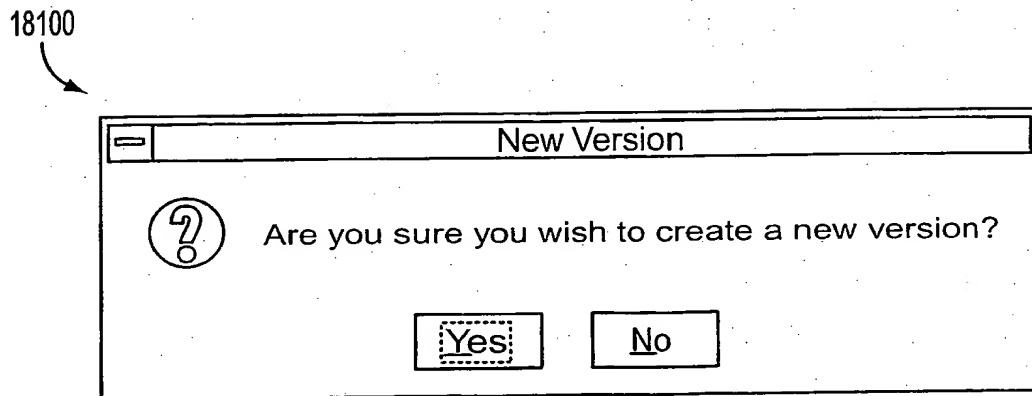 18100
New Version
Are you sure you wish to create a new version?
Yes
No